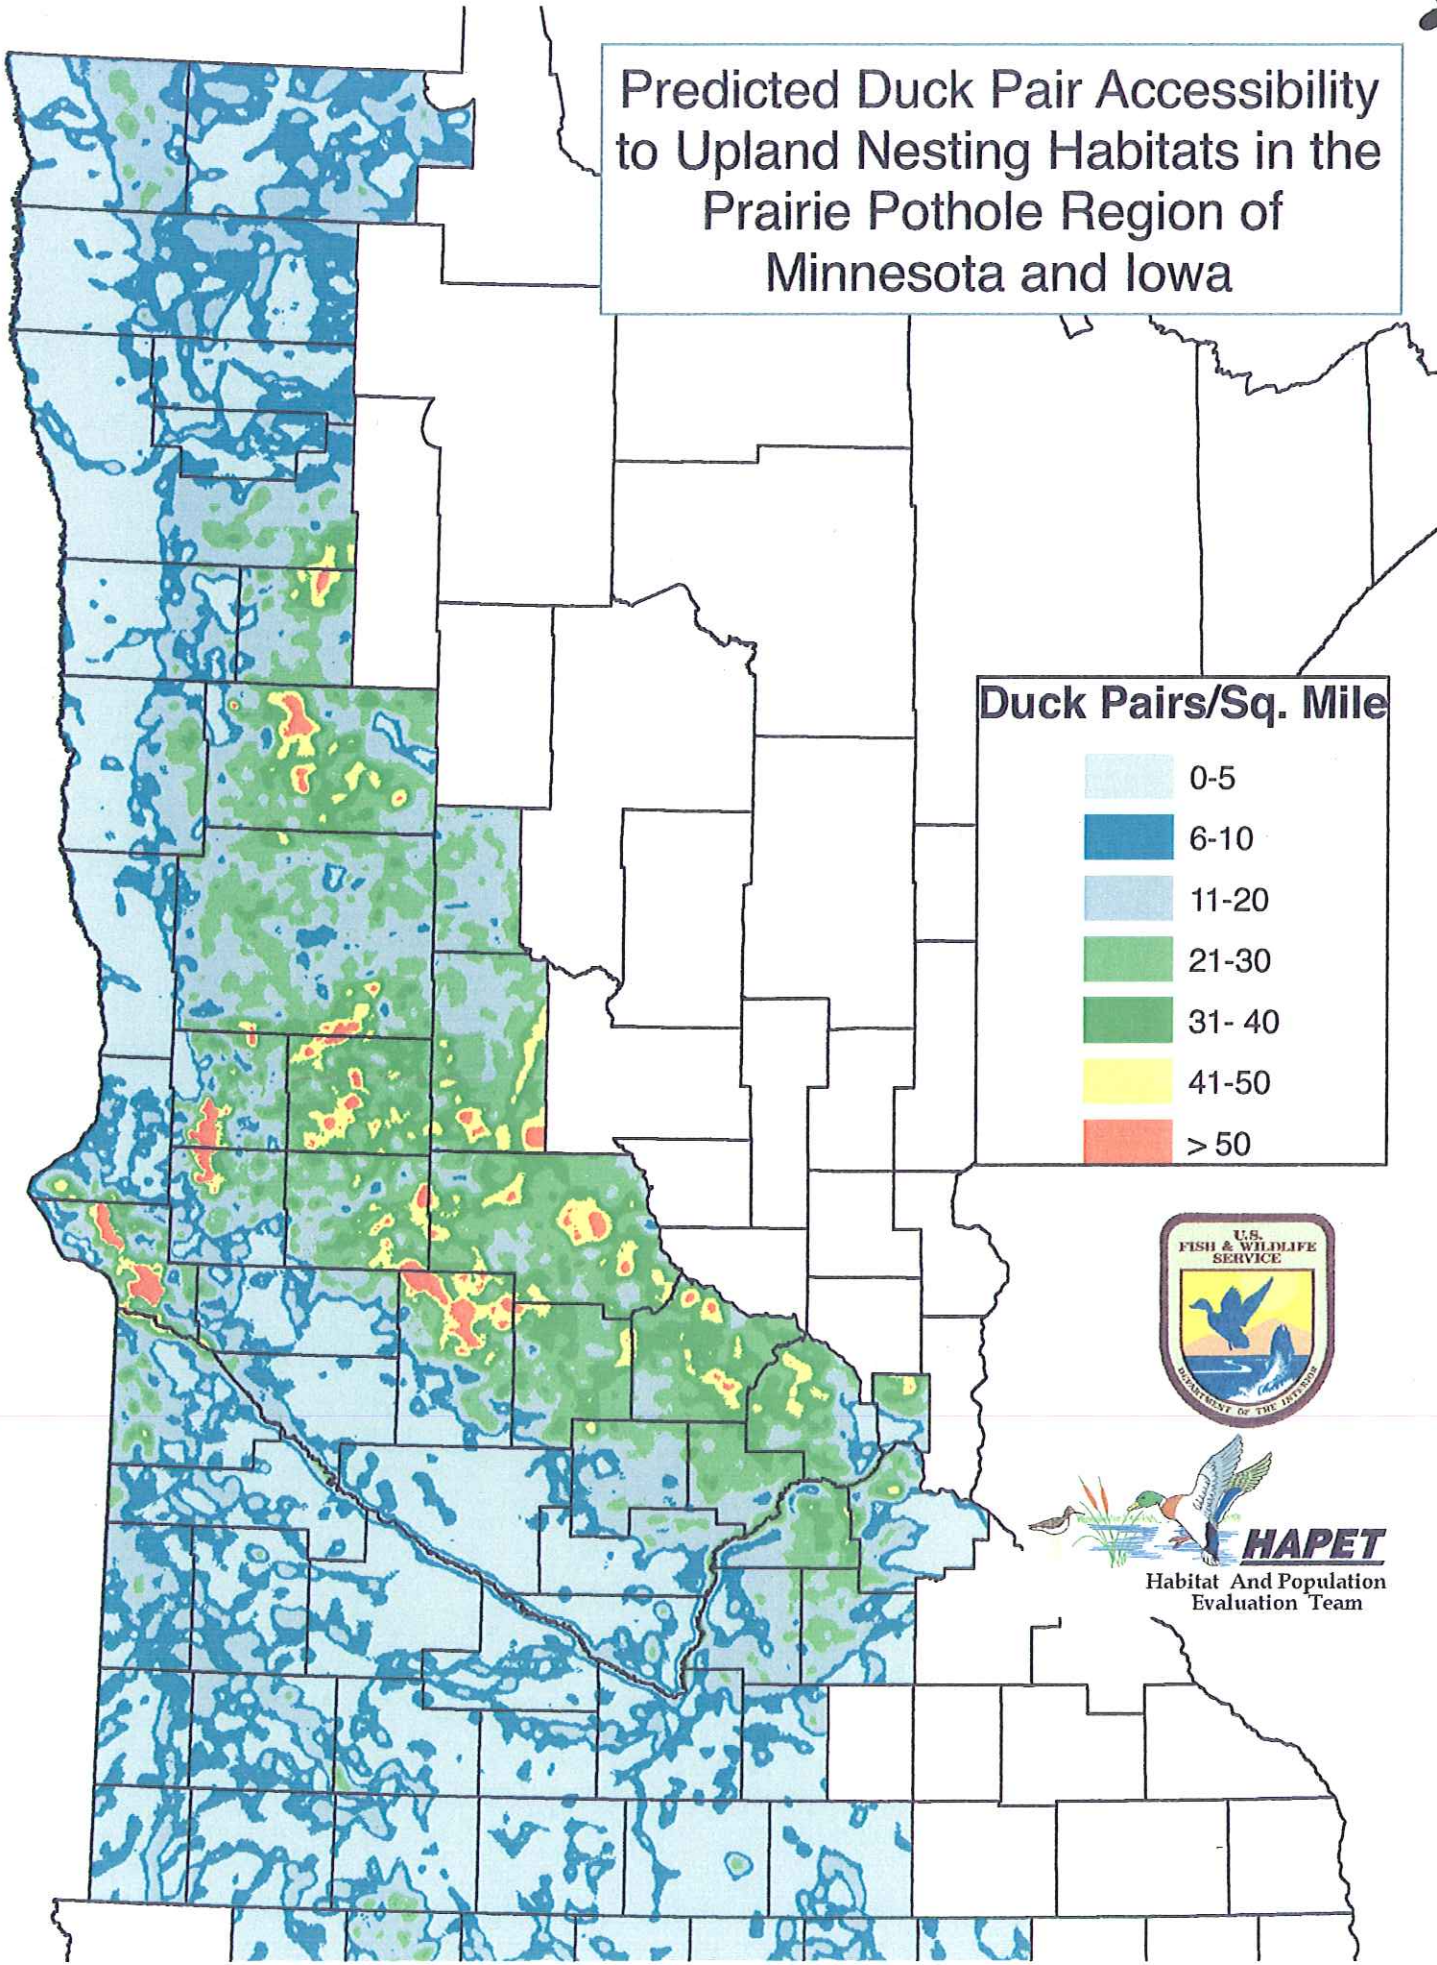 Predicted Duck Pair Accessibility
to Upland Nesting Habitats in the
Prairie Pothole Region of
Minnesota and Iowa
Duck Pairs/Sq. Mile
0-5
6-10
11-20
21-30
31- 40
41-50
> 50
U.S.
FISH & WILDLIFE
SERVICE
DEPARTMENT OF THE INTERIOR
HAPET
Habitat And Population
Evaluation Team